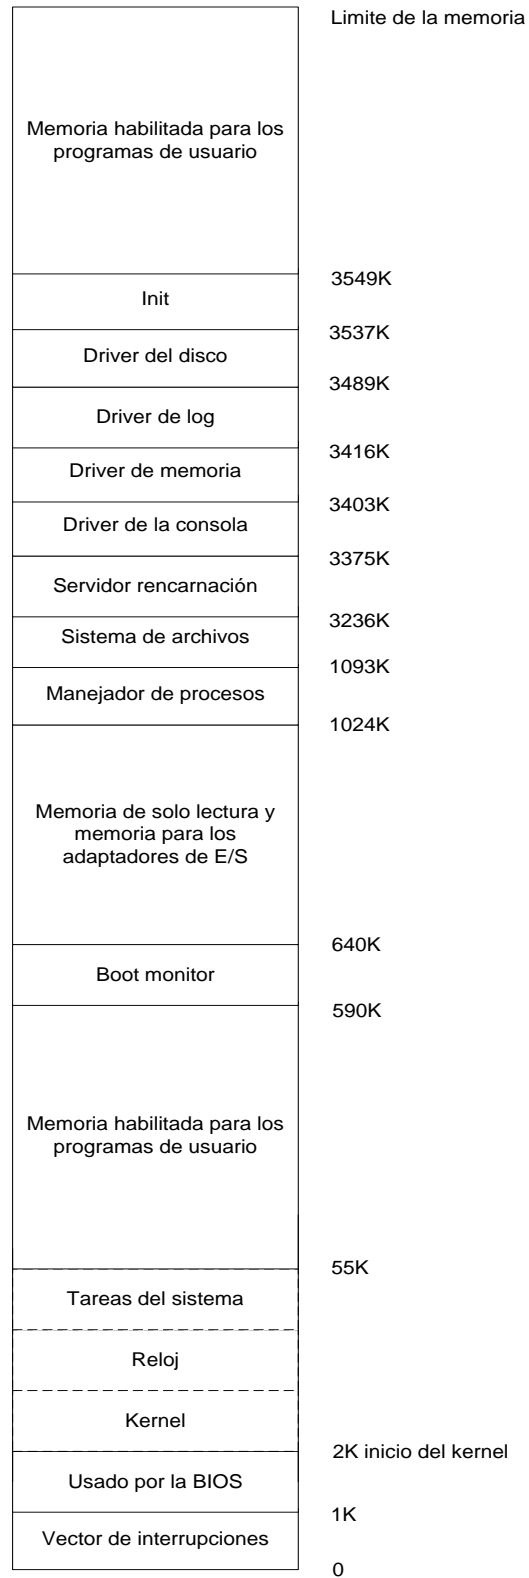 Limite de la memoria
Memoria habilitada para los
programas de usuario
3549K
Init
3537K
Driver del disco
3489K
Driver de log
3416K
Driver de memoria
3403K
Driver de la consola
3375K
Servidor rencarnación
3236K
Sistema de archivos
1093K
Manejador de procesos
1024K
Memoria de solo lectura y
memoria para los
adaptadores de E/S
640K
Boot monitor
590K
Memoria habilitada para los
programas de usuario
55K
Tareas del sistema
Reloj
Kernel
2K inicio del kernel
Usado por la BIOS
1K
Vector de interrupciones
0